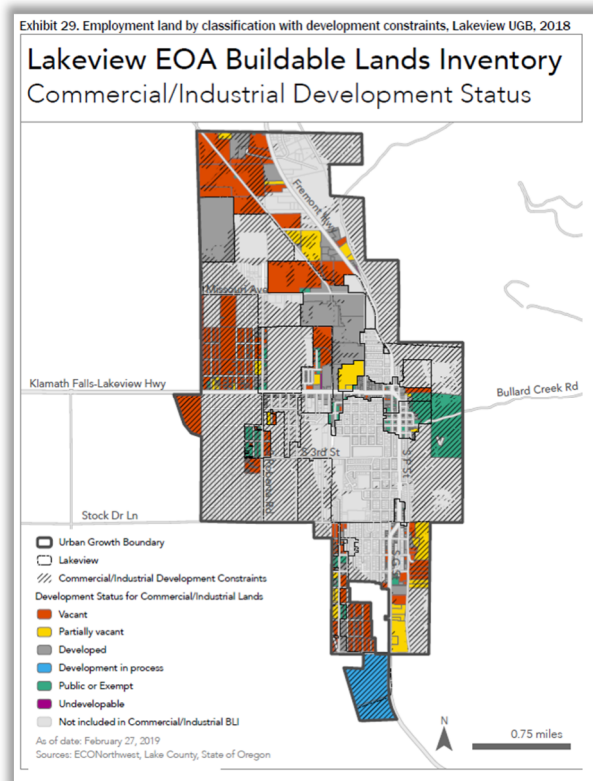 Exhibit 29. Employment land by classification with development constraints, Lakeview UGB, 2018
Lakeview EOA Buildable Lands Inventory
Commercial/Industrial Development Status
Fremont Hwy
Missouri Ave
Klamath Falls-Lakeview Hwy
Bullard Creek Rd
S 3rd St
Roberta Rd
Stock Dr Ln
Urban Growth Boundary
Lakeview
Commercial/Industrial Development Constraints
Development Status for Commercial/Industrial Lands
Vacant
Partially vacant
Developed
Development in process
Public or Exempt
Undevelopable
Not included in Commercial/Industrial BLI
As of date: February 27, 2019
Sources: ECONorthwest, Lake County, State of Oregon
N
0.75 miles